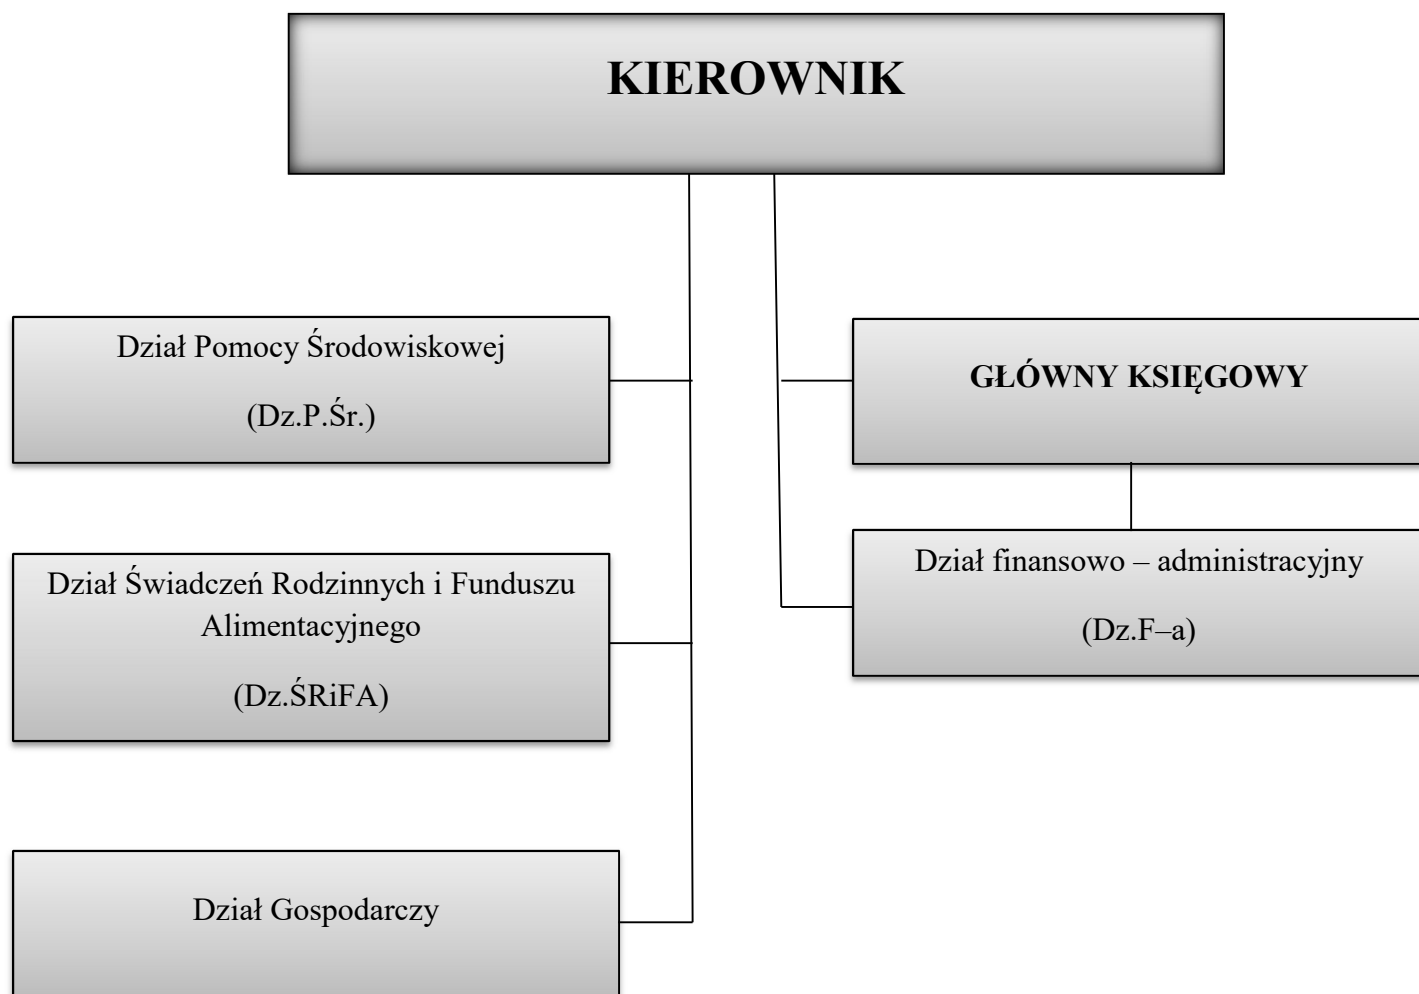 KIEROWNIK
Dział Pomocy Środowiskowej
(Dz.P.Śr.)
GŁÓWNY KSIĘGOWY
Dział Świadczeń Rodzinnych i Funduszu
Alimentacyjnego
(Dz.ŚRiFA)
Dział finansowo – administracyjny
(Dz.F–a)
Dział Gospodarczy